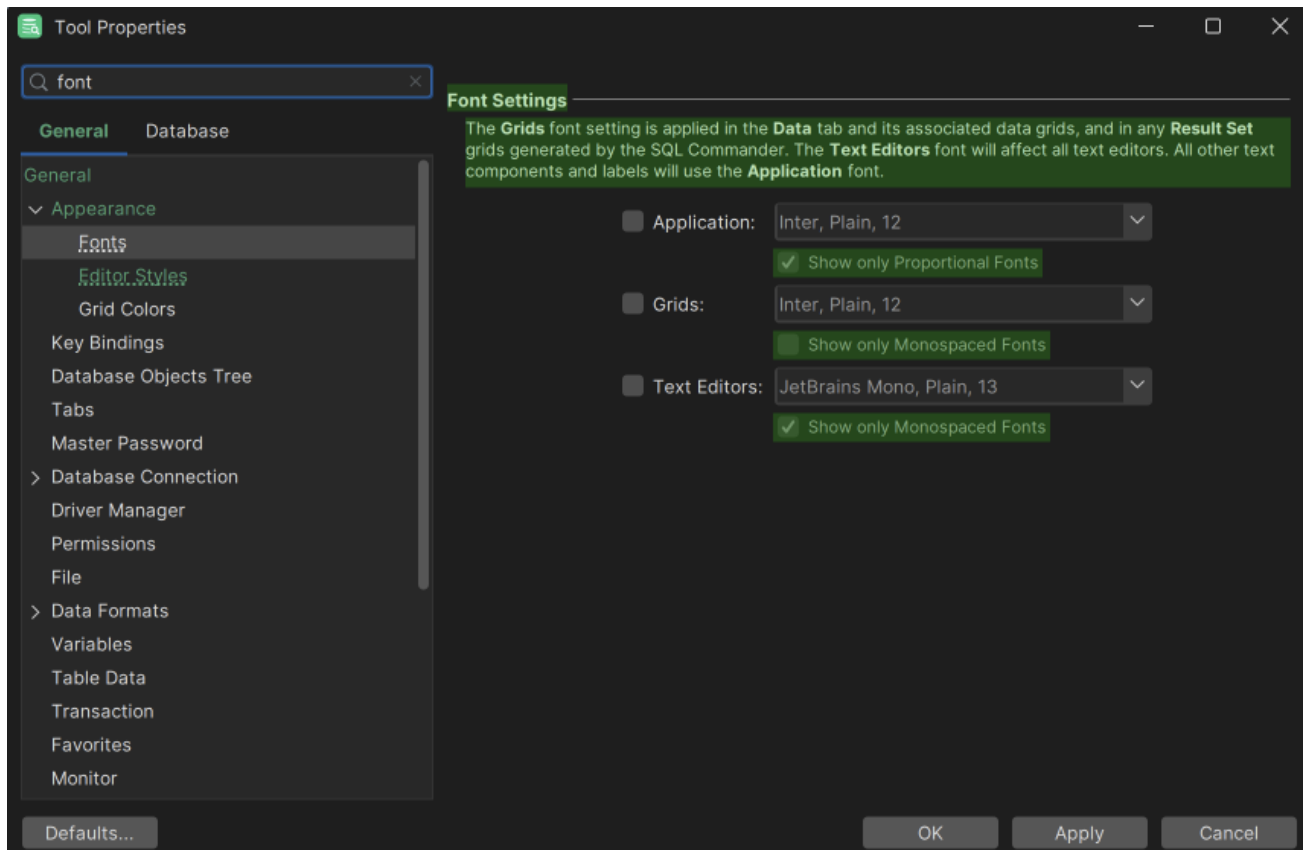 Tool Properties
font
General Database
General
Appearance
Fonts
Editor Styles
Grid Colors
Key Bindings
Database Objects Tree
Tabs
Master Password
Database Connection
Driver Manager
Permissions
File
Data Formats
Variables
Table Data
Transaction
Favorites
Monitor
Font Settings
The Grids font setting is applied in the Data tab and its associated data grids, and in any Result Set
grids generated by the SQL Commander. The Text Editors font will affect all text editors. All other text
components and labels will use the Application font.
Application: Inter, Plain, 12
Show only Proportional Fonts
Grids: Inter, Plain, 12
Show only Monospaced Fonts
Text Editors: JetBrains Mono, Plain, 13
Show only Monospaced Fonts
Defaults... OK Apply Cancel